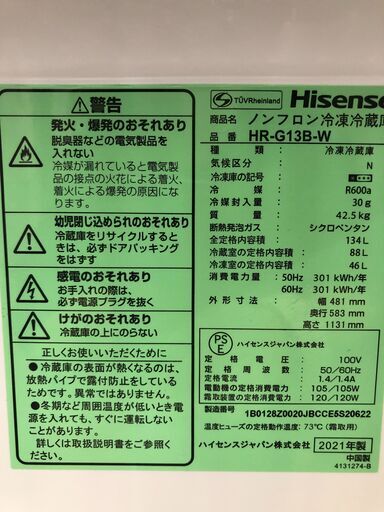 警告
発火・爆発のおそれあり
脱臭器などの電気製品を
入れない
冷媒が漏れていると電気製
品の接点の火花による着火、
着火による爆発の原因にな
ります。
幼児閉じ込められのおそれあり
冷蔵庫をリサイクルすると
きは、必ずドアパッキング
をはずす
感電のおそれあり
お手入れの際は、
必ず電源プラグを抜く
けがのおそれあり
冷蔵庫の上にのらない
正しくお使いいただくために
●冷蔵庫の表面が熱くなるのは、
放熱パイプで露付防止をしているた
めです。異常ではありません。
●冬期など周囲温度が低いとき電
源を入れても、すぐに運転しない
ことがあります。
詳しくは取扱説明書をご参照ください。
TÜVRheinland
Hisense
商品名 ノンフロン冷凍冷蔵庫
品番 HR-G13B-W
種類: 冷凍冷蔵庫
気候区分: N
冷凍庫の記号:
冷媒: R600a
冷媒封入量: 30g
質量: 42.5kg
断熱発泡ガス: シクロペンタン
全定格内容積: 134L
冷蔵室の定格内容積: 88L
冷凍室の定格内容積: 46L
消費電力量: 50Hz 301 kWh/年
60Hz 301 kWh/年
外形寸法: 幅 481 mm
奥行 583 mm
高さ 1131 mm
PSE
ハイセンスジャパン株式会社
定格電圧: 100V
定格周波数: 50/60Hz
定格電流: 1.4/1.4A
電動機の定格消費電力: 105/105W
霜取装置の定格消費電力: 120/120W
製造番号: 1B0128Z0020JBCCE5S20622
温度ヒューズの定格動作温度: 73℃(霜取用)
ハイセンスジャパン株式会社 2021年製
中国製
4131274-B